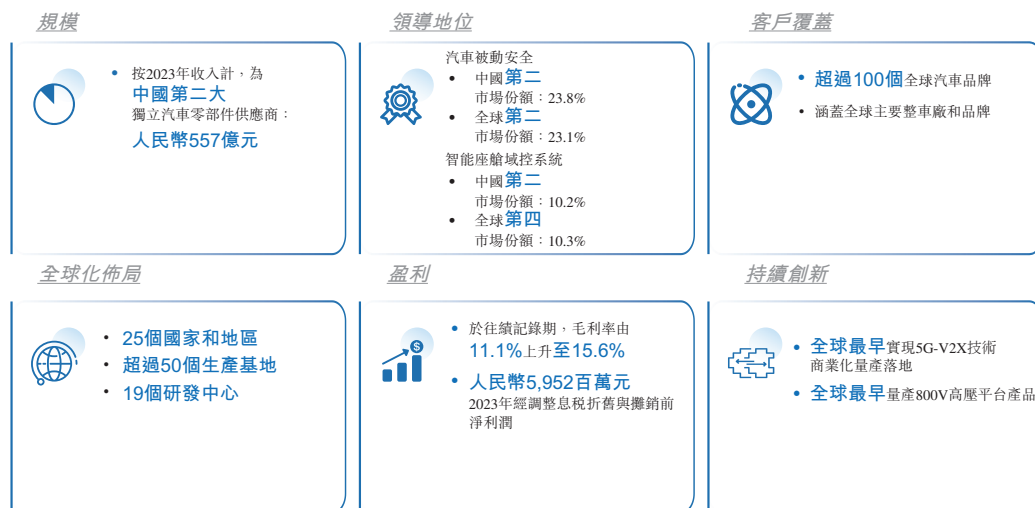 規模
按2023年收入計，為
中國第二大
獨立汽車零部件供應商：
人民幣557億元
領導地位
汽車被動安全
中國第二
市場份額：23.8%
全球第二
市場份額：23.1%
智能座艙域控系統
中國第二
市場份額：10.2%
全球第四
市場份額：10.3%
客戶覆蓋
超過100個全球汽車品牌
涵蓋全球主要整車廠和品牌
全球化佈局
25個國家和地區
超過50個生產基地
19個研發中心
盈利
於往績記錄期，毛利率由
11.1%上升至15.6%
人民幣5,952百萬元
2023年經調整息稅折舊與攤銷前
淨利潤
持續創新
全球最早實現5G-V2X技術
商業化量產落地
全球最早量產800V高壓平台產品